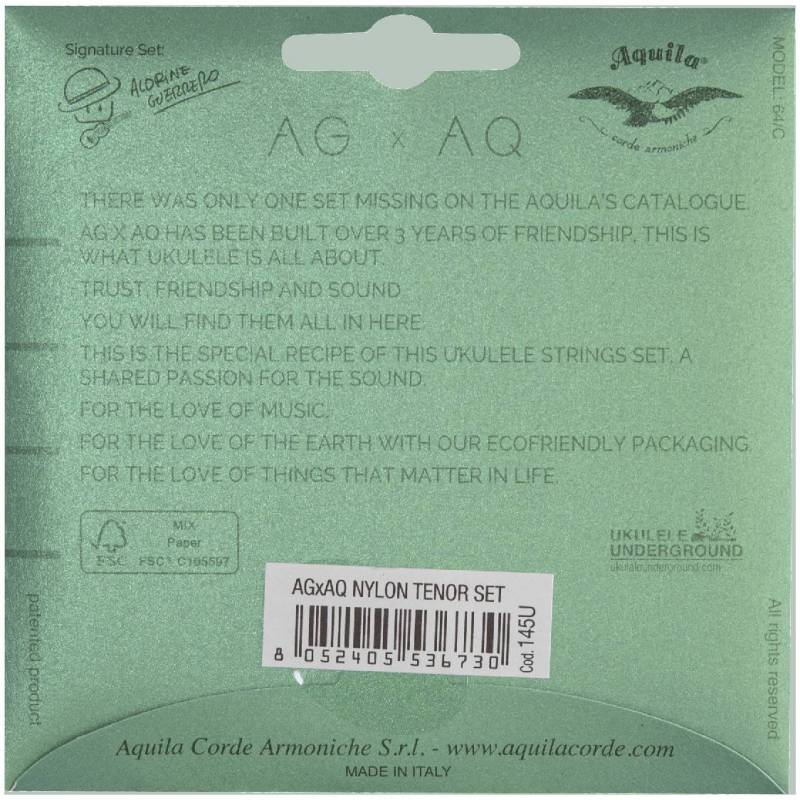 Signature Set:
ALDRINE
GUERRERO
Aquila
corde armoniche
MODEL: 64/C
AG x AQ
THERE WAS ONLY ONE SET MISSING ON THE AQUILA'S CATALOGUE.
AG X AQ HAS BEEN BUILT OVER 3 YEARS OF FRIENDSHIP, THIS IS
WHAT UKULELE IS ALL ABOUT.
TRUST, FRIENDSHIP AND SOUND
YOU WILL FIND THEM ALL IN HERE.
THIS IS THE SPECIAL RECIPE OF THIS UKULELE STRINGS SET, A
SHARED PASSION FOR THE SOUND.
FOR THE LOVE OF MUSIC,
FOR THE LOVE OF THE EARTH WITH OUR ECOFRIENDLY PACKAGING,
FOR THE LOVE OF THINGS THAT MATTER IN LIFE.
FSC
MIX
Paper
FSC® C105597
UKULELE
UNDERGROUND
ukuleleunderground.com
AGxAQ NYLON TENOR SET
8 052405 536730
Cod. 145U
patented product
All rights reserved
Aquila Corde Armoniche S.r.l. - www.aquilacorde.com
MADE IN ITALY